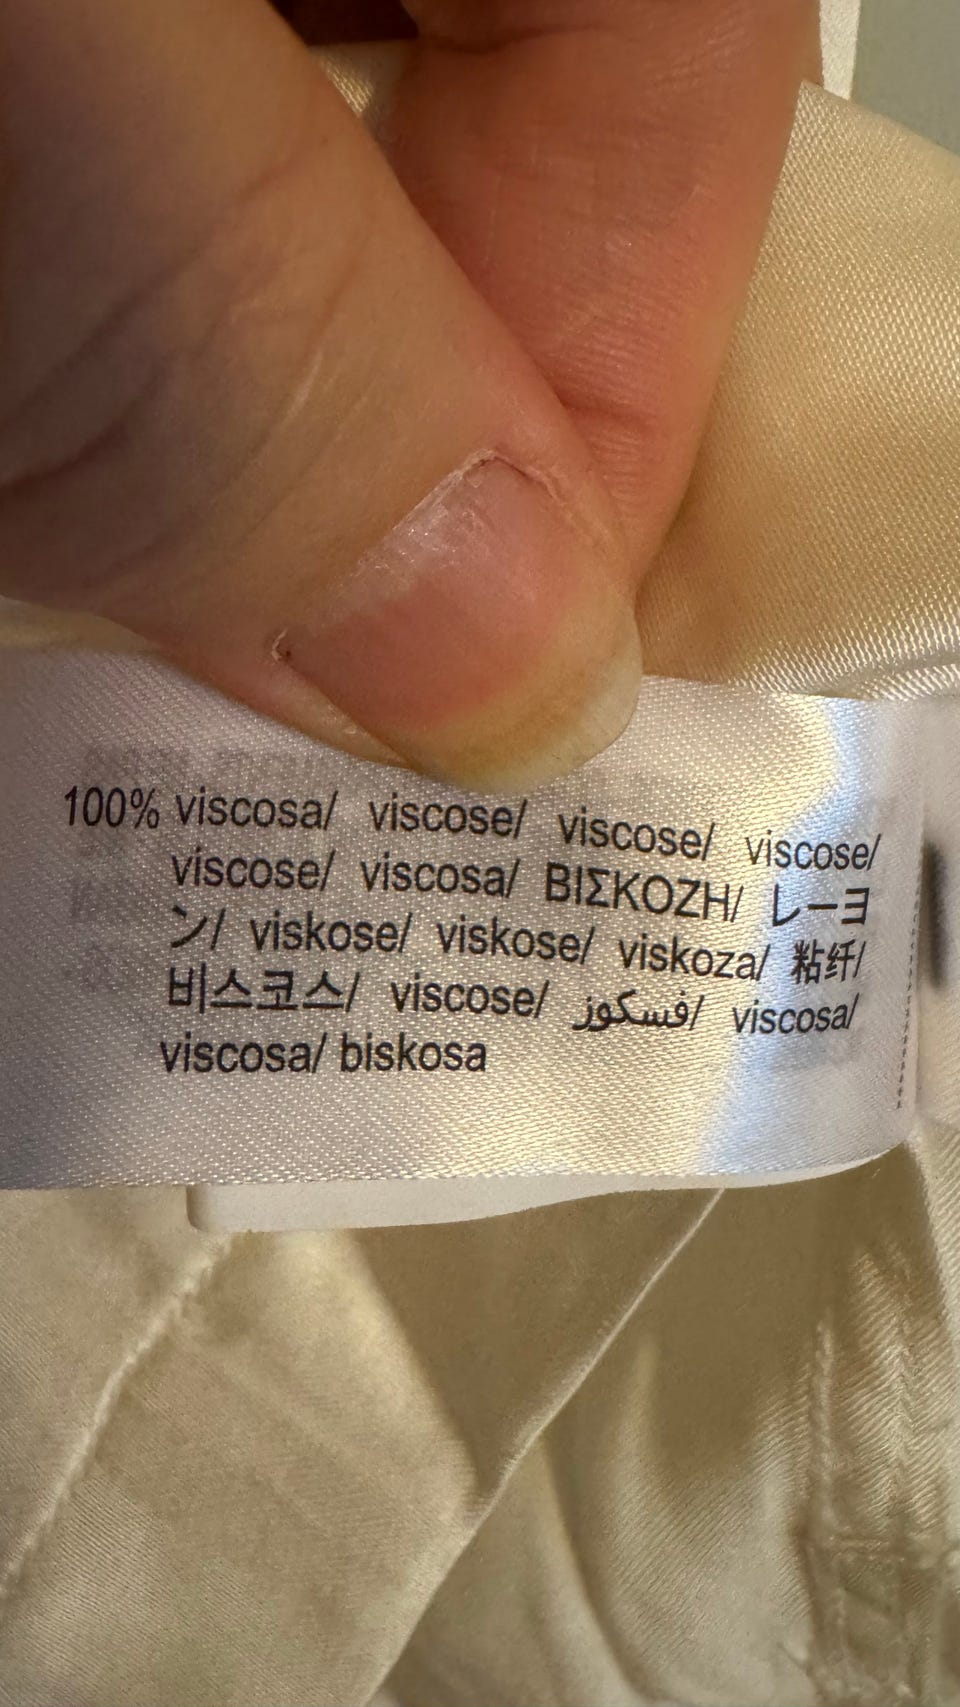 100% viscosa/ viscose/ viscose/ viscose/
viscose/ viscosa/ ΒΙΣΚΟΖΗ/ レーヨ
ン/ viskose/ viskose/ viskoza/ 粘纤/
비스코스/ viscose/ فسكوز/ viscosa/
viscosa/ biskosa